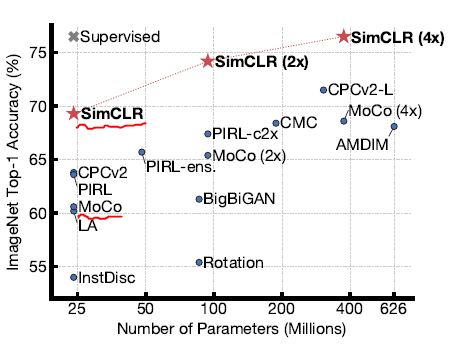 Supervised
SimCLR (4x)
75
SimCLR (2x)
CPCv2-L
70
SimCLR
MoCo (4x)
CMC
PIRL-c2x
AMDIM
65
PIRL-ens.
MoCo (2x)
CPCv2
PIRL
BigBiGAN
60
MoCo
LA
55
Rotation
InstDisc
25 50 100 200 400 626
Number of Parameters (Millions)
ImageNet Top-1 Accuracy (%)